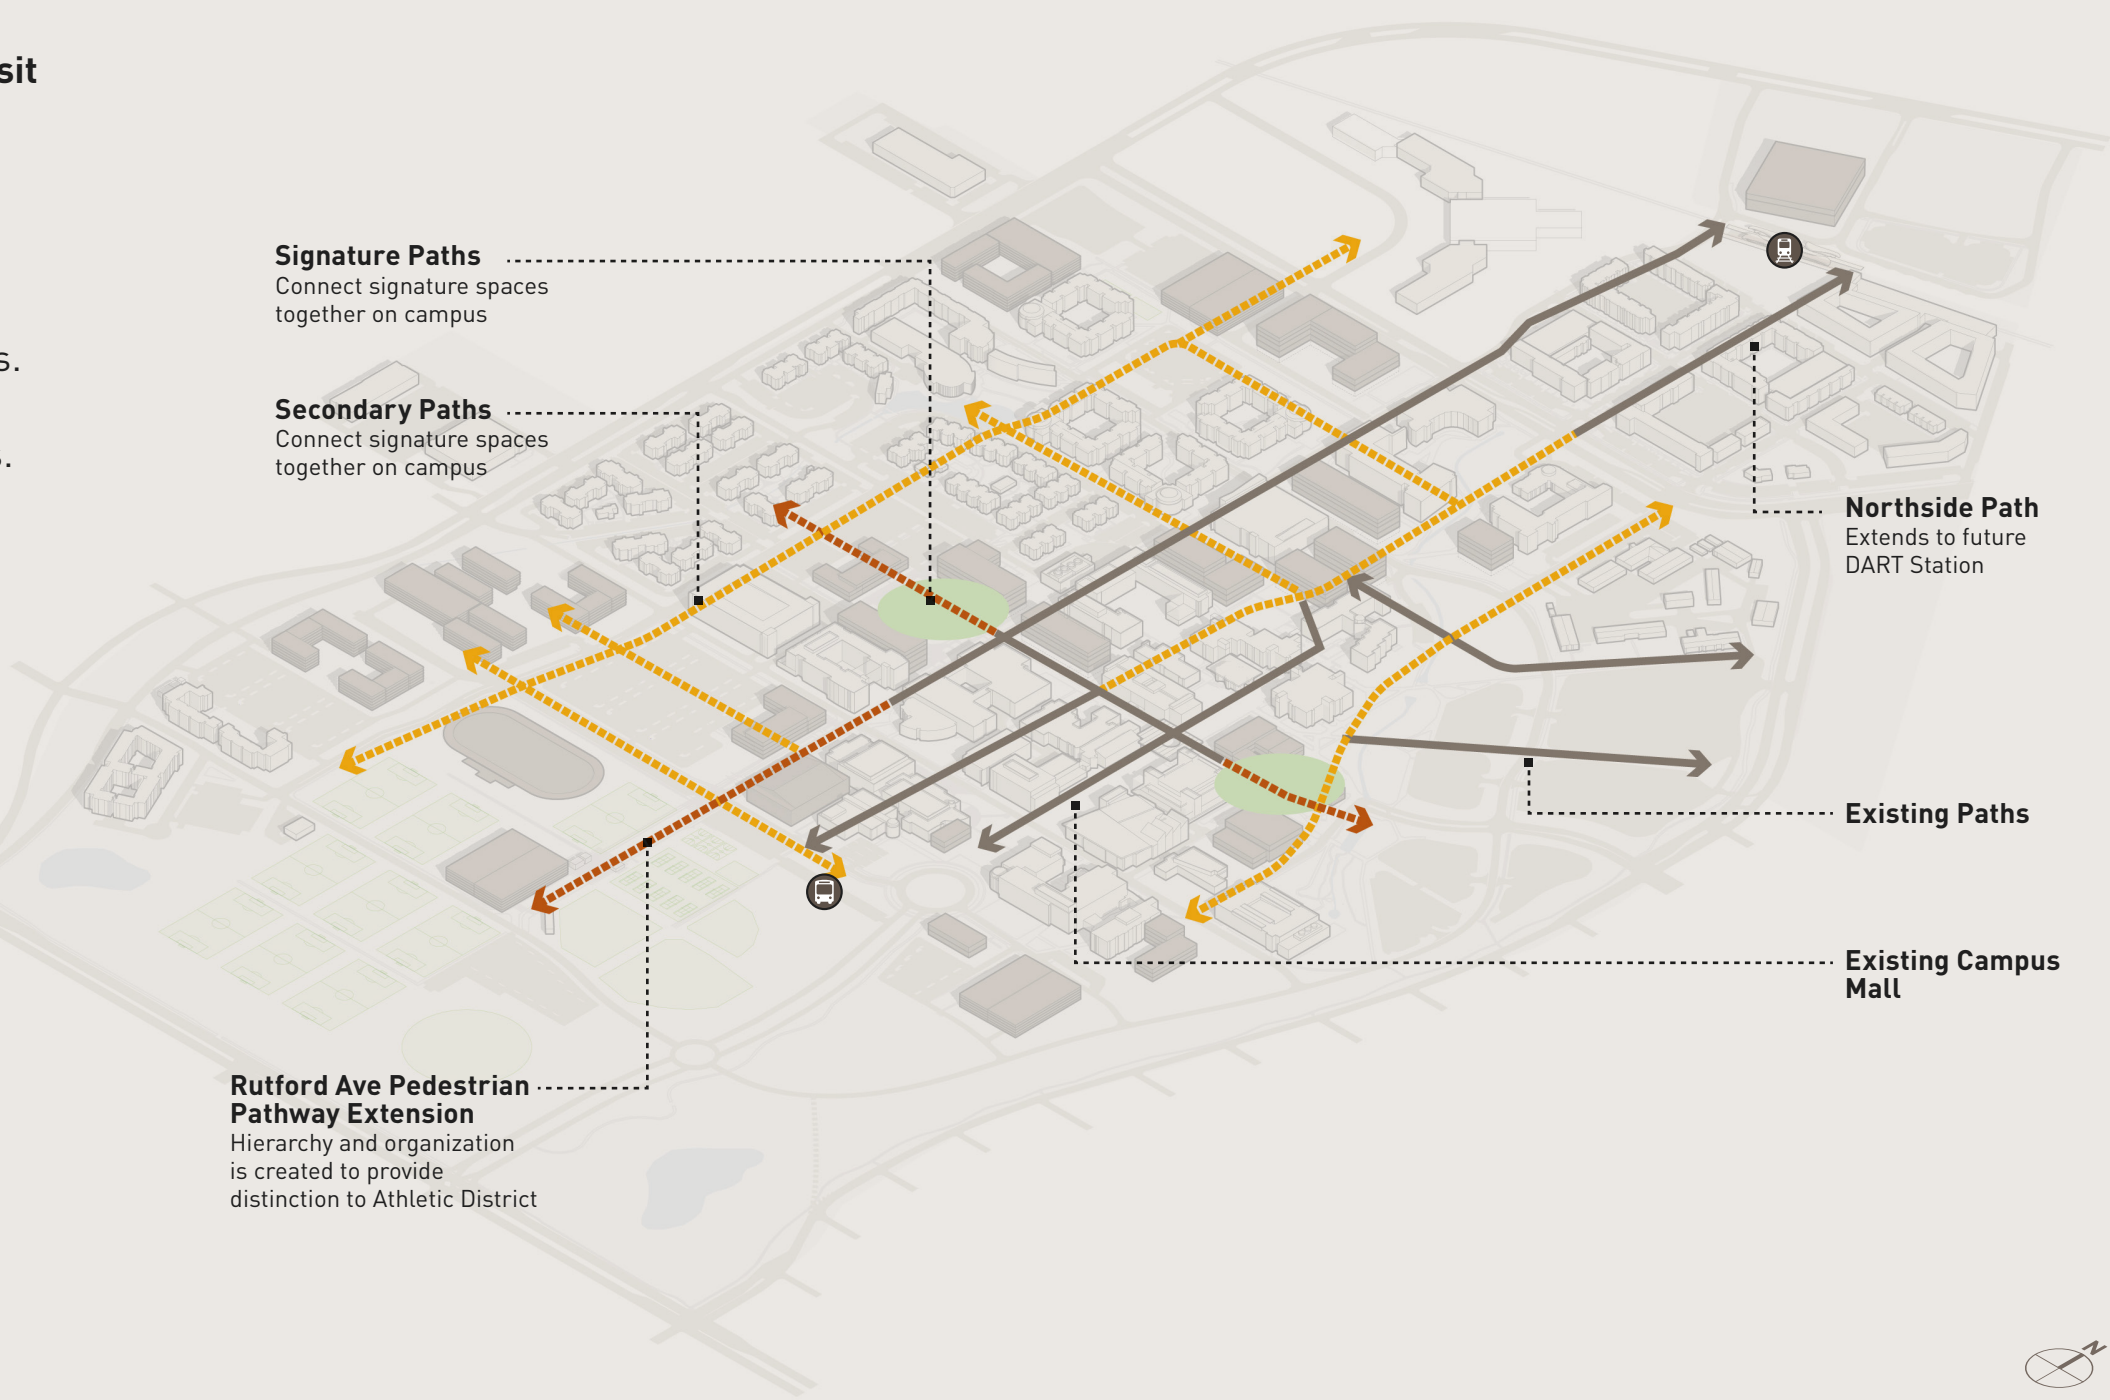 sit
s.
s.
Signature Paths
Connect signature spaces
together on campus
Secondary Paths
Connect signature spaces
together on campus
Northside Path
Extends to future
DART Station
Existing Paths
Existing Campus
Mall
Rutford Ave Pedestrian
Pathway Extension
Hierarchy and organization
is created to provide
distinction to Athletic District
N